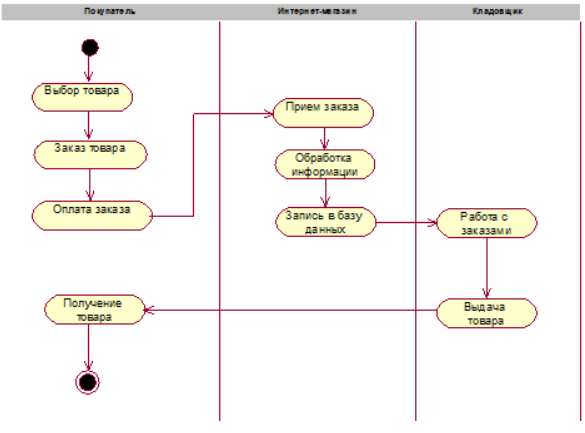 Покупатель
Интернет-магазин
Кладовщик
Выбор товара
Заказ товара
Оплата заказа
Прием заказа
Обработка
информации
Запись в базу
данных
Работа с
заказами
Выдача
товара
Получение
товара